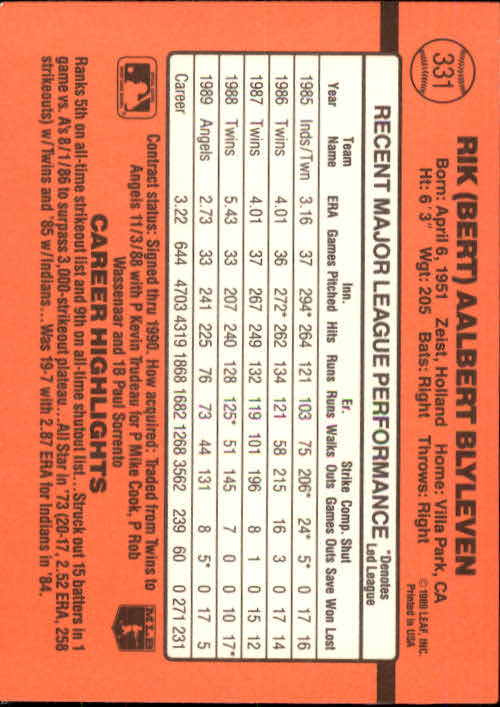 331
RIK (BERT) AALBERT BLYLEVEN
Born: April 6, 1951 Zeist, Holland Home: Villa Park, CA
Ht: 6'3" Wgt: 205 Bats: Right Throws: Right
©1989 LEAF, INC.
Printed in USA
RECENT MAJOR LEAGUE PERFORMANCE *Denotes Led League
Year Team Name ERA Games Inn. Pitched Hits Runs Er. Runs Walks Strike Outs Comp. Games Shut Outs Save Won Lost
1985 Inds/Twn 3.16 37 294* 264 121 103 75 206* 24* 5* 0 17 16
1986 Twins 4.01 36 272* 262 134 121 58 215 16 3 0 17 14
1987 Twins 4.01 37 267 249 132 119 101 196 8 1 0 15 12
1988 Twins 5.43 33 207 240 128 125* 51 145 7 0 0 10 17*
1989 Angels 2.73 33 241 225 76 73 44 131 8 5* 0 17 5
Career 3.22 644 4703 4319 1868 1682 1288 3562 239 60 0 271 231
Contract status: Signed thru 1990. How acquired: Traded from Twins to
Angels 11/3/88 with P Kevin Trudeau for P Mike Cook, P Rob
Wassenaar and 1B Paul Sorrento
MLB
CAREER HIGHLIGHTS
Ranks 5th on all-time strikeout list and 9th on all-time shutout list... Struck out 15 batters in 1
game vs. A's 8/1/86 to surpass 3,000-strikeout plateau... All Star in '73 (20-17, 2.52 ERA, 258
strikeouts) w/Twins and '85 w/Indians... Was 19-7 with 2.87 ERA for Indians in '84.